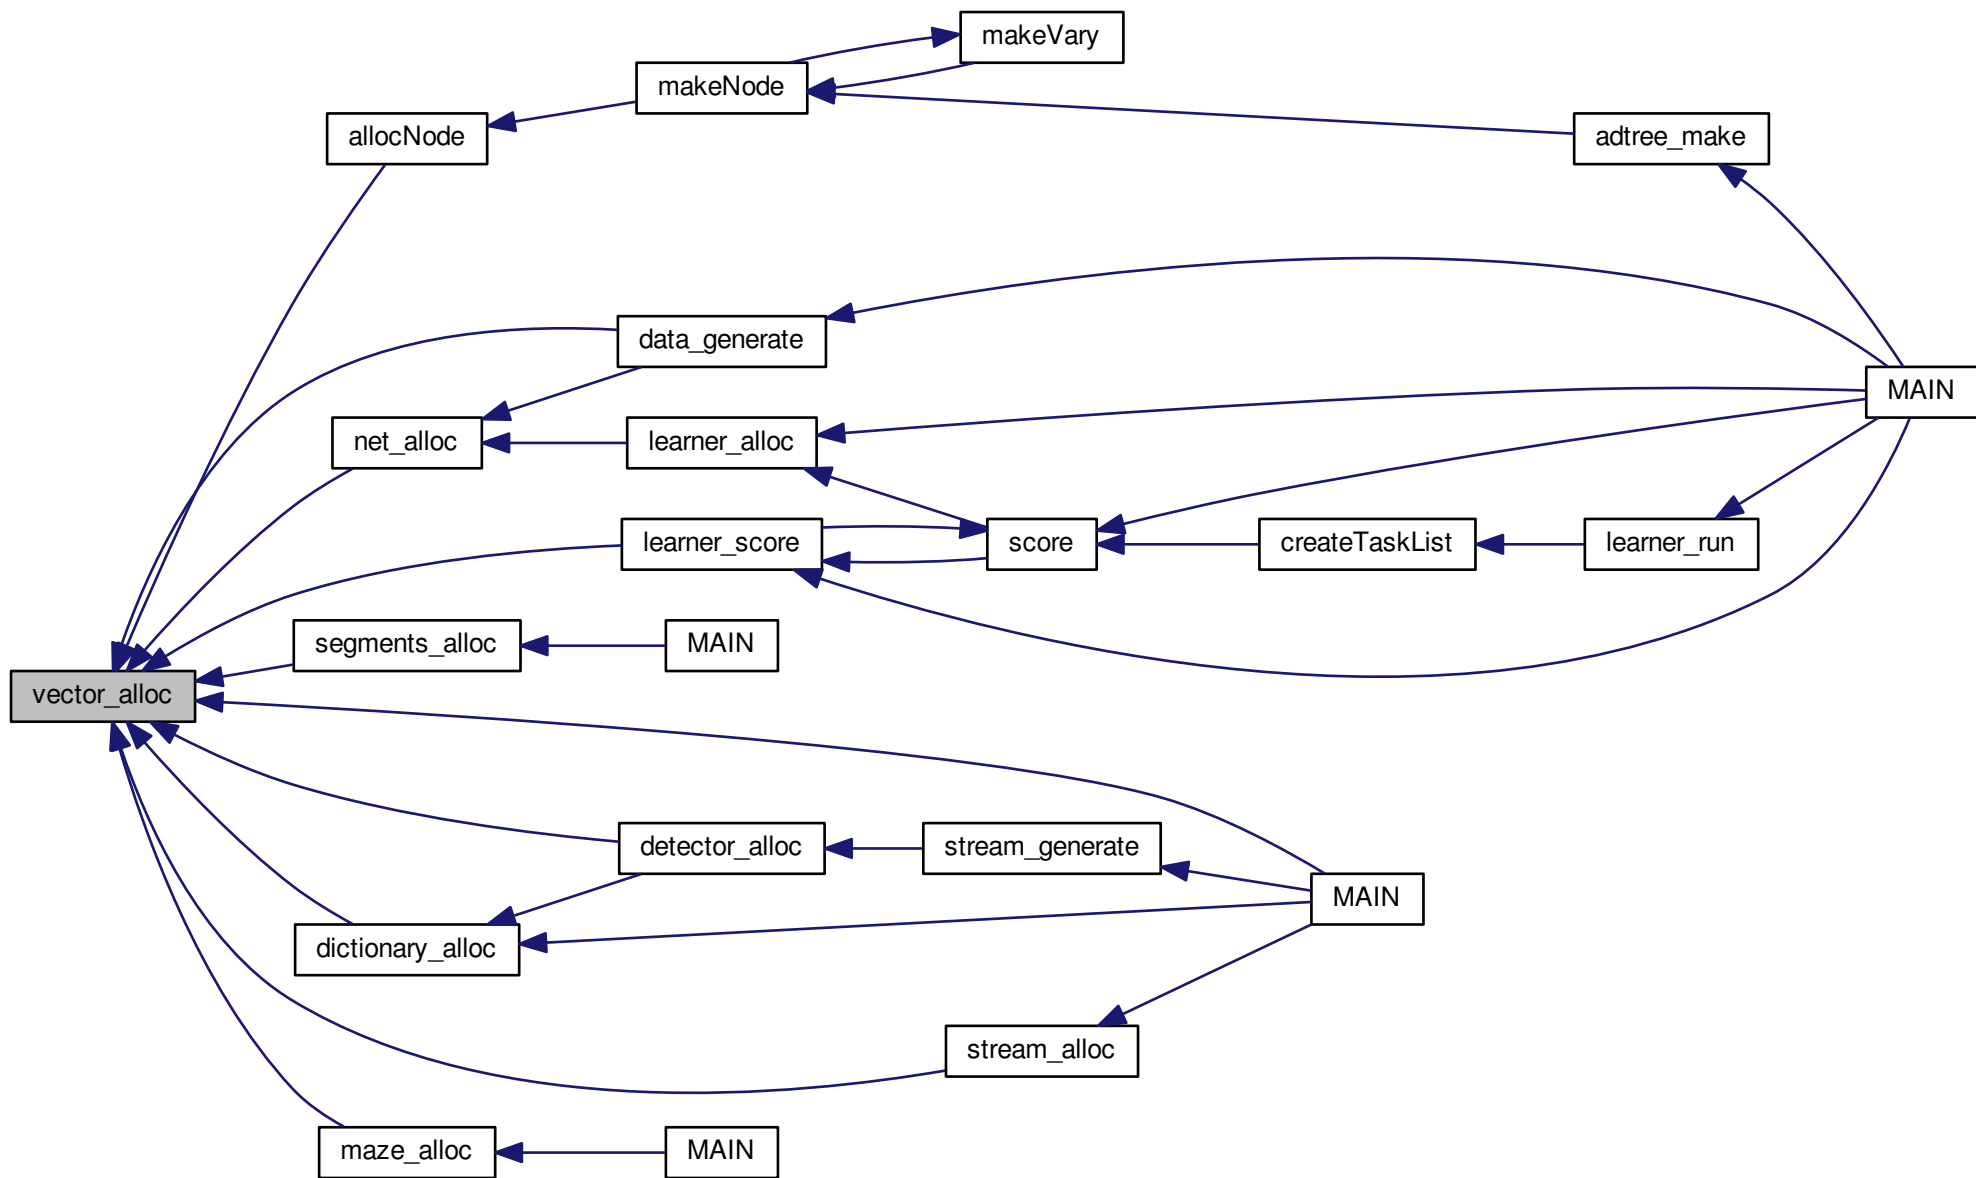 makeVary
makeNode
allocNode
adtree_make
data_generate
MAIN
net_alloc
learner_alloc
learner_score
score
createTaskList
learner_run
segments_alloc
MAIN
vector_alloc
detector_alloc
stream_generate
MAIN
dictionary_alloc
stream_alloc
maze_alloc
MAIN